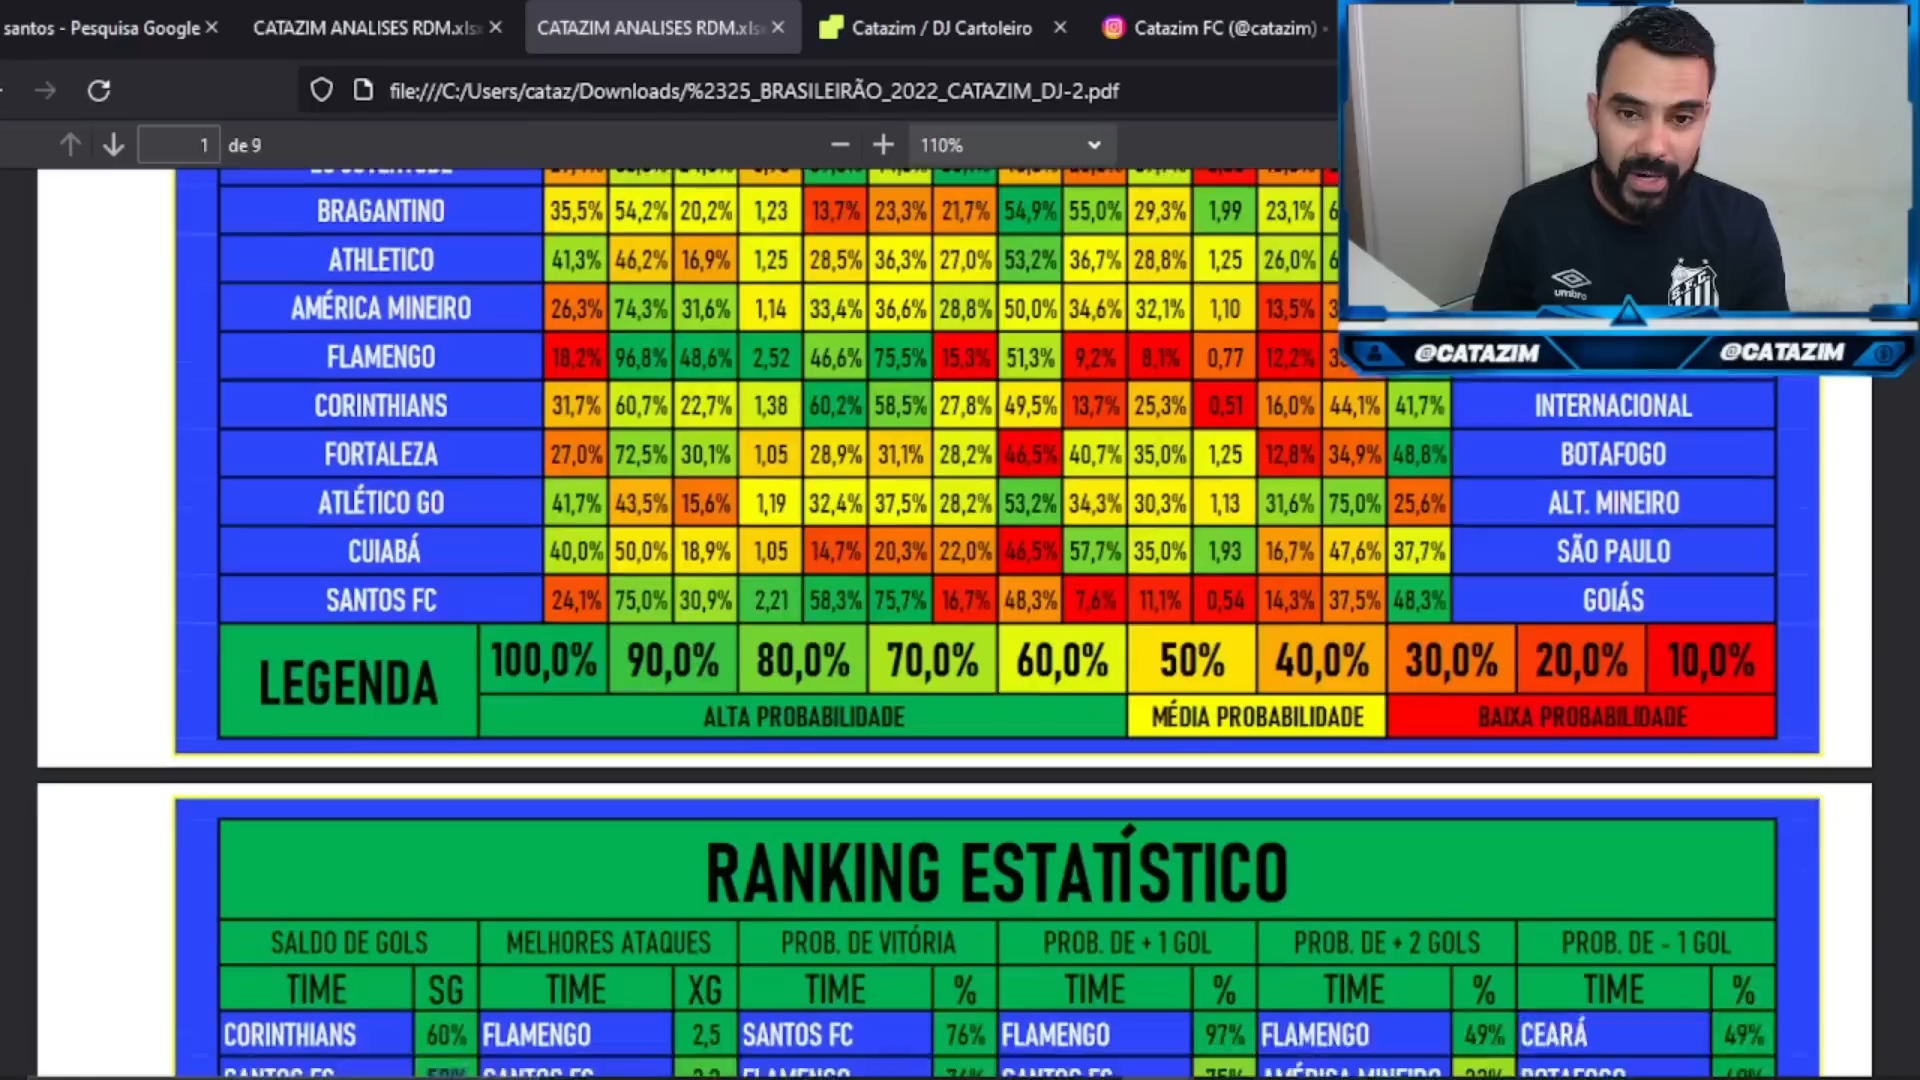 santos - Pesquisa Google
CATAZIM ANALISES RDM.xls
CATAZIM ANALISES RDM.xls
Catazim / DJ Cartoleiro
Catazim FC (@catazim)
file:///C:/Users/cataz/Downloads/%2325_BRASILEIRÃO_2022_CATAZIM_DJ-2.pdf
1 de 9
110%
umbro
@CATAZIM
@CATAZIM
BRAGANTINO 35,5% 54,2% 20,2% 1,23 13,7% 23,3% 21,7% 54,9% 55,0% 29,3% 1,99 23,1% 6
ATHLETICO 41,3% 46,2% 16,9% 1,25 28,5% 36,3% 27,0% 53,2% 36,7% 28,8% 1,25 26,0% 6
AMÉRICA MINEIRO 26,3% 74,3% 31,6% 1,14 33,4% 36,6% 28,8% 50,0% 34,6% 32,1% 1,10 13,5% 3
FLAMENGO 18,2% 96,8% 48,6% 2,52 46,6% 75,5% 15,3% 51,3% 9,2% 8,1% 0,77 12,2% 3
CORINTHIANS 31,7% 60,7% 22,7% 1,38 60,2% 58,5% 27,8% 49,5% 13,7% 25,3% 0,51 16,0% 44,1% 41,7% INTERNACIONAL
FORTALEZA 27,0% 72,5% 30,1% 1,05 28,9% 31,1% 28,2% 46,5% 40,7% 35,0% 1,25 12,8% 34,9% 48,8% BOTAFOGO
ATLÉTICO GO 41,7% 43,5% 15,6% 1,19 32,4% 37,5% 28,2% 53,2% 34,3% 30,3% 1,13 31,6% 75,0% 25,6% ALT. MINEIRO
CUIABÁ 40,0% 50,0% 18,9% 1,05 14,7% 20,3% 22,0% 46,5% 57,7% 35,0% 1,93 16,7% 47,6% 37,7% SÃO PAULO
SANTOS FC 24,1% 75,0% 30,9% 2,21 58,3% 75,7% 16,7% 48,3% 7,6% 11,1% 0,54 14,3% 37,5% 48,3% GOIÁS
LEGENDA 100,0% 90,0% 80,0% 70,0% 60,0% 50% 40,0% 30,0% 20,0% 10,0%
ALTA PROBABILIDADE MÉDIA PROBABILIDADE BAIXA PROBABILIDADE
RANKING ESTATÍSTICO
SALDO DE GOLS MELHORES ATAQUES PROB. DE VITÓRIA PROB. DE + 1 GOL PROB. DE + 2 GOLS PROB. DE - 1 GOL
TIME SG TIME XG TIME % TIME % TIME % TIME %
CORINTHIANS 60% FLAMENGO 2,5 SANTOS FC 76% FLAMENGO 97% FLAMENGO 49% CEARÁ 49%